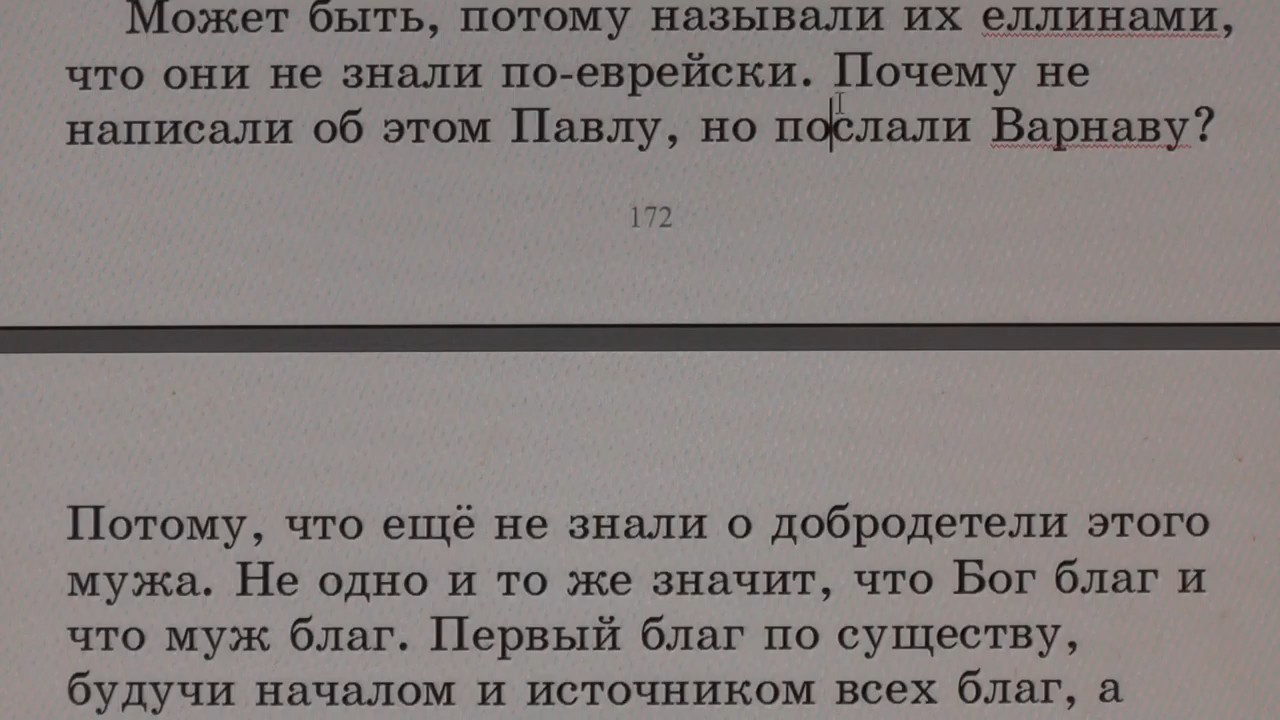 Может быть, потому называли их еллинами,
что они не знали по-еврейски. Почему не
написали об этом Павлу, но послали Варнаву?
172
Потому, что ещё не знали о добродетели этого
мужа. Не одно и то же значит, что Бог благ и
что муж благ. Первый благ по существу,
будучи началом и источником всех благ, а